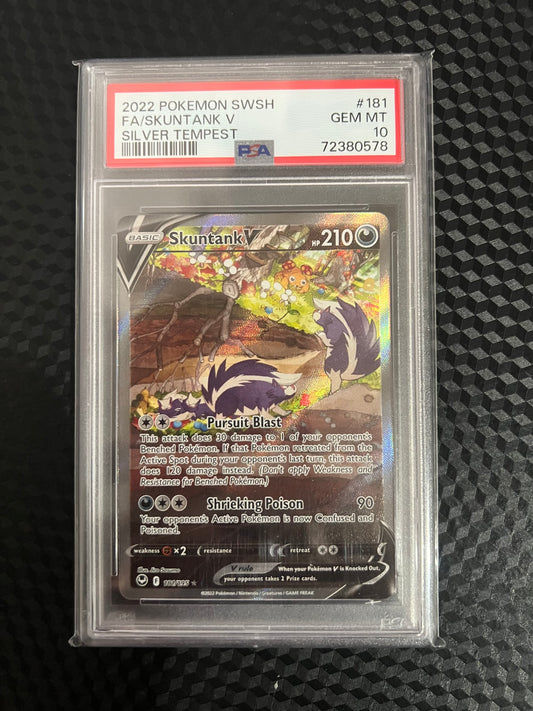 2022 POKEMON SWSH #181
FA/SKUNTANK V GEM MT
SILVER TEMPEST 10
PSA 72380578
BASIC Skuntank V HP 210
Pursuit Blast
This attack does 30 damage to 1 of your opponent's
Benched Pokémon. If that Pokémon retreated from the
Active Spot during your opponent's last turn, this attack
does 120 damage instead. (Don't apply Weakness and
Resistance for Benched Pokémon.)
Shrieking Poison 90
Your opponent's Active Pokémon is now Confused and
Poisoned.
weakness ×2 resistance retreat
V rule When your Pokémon V is Knocked Out,
your opponent takes 2 Prize cards.
F 181/195
©2022 Pokémon / Nintendo / Creatures / GAME FREAK